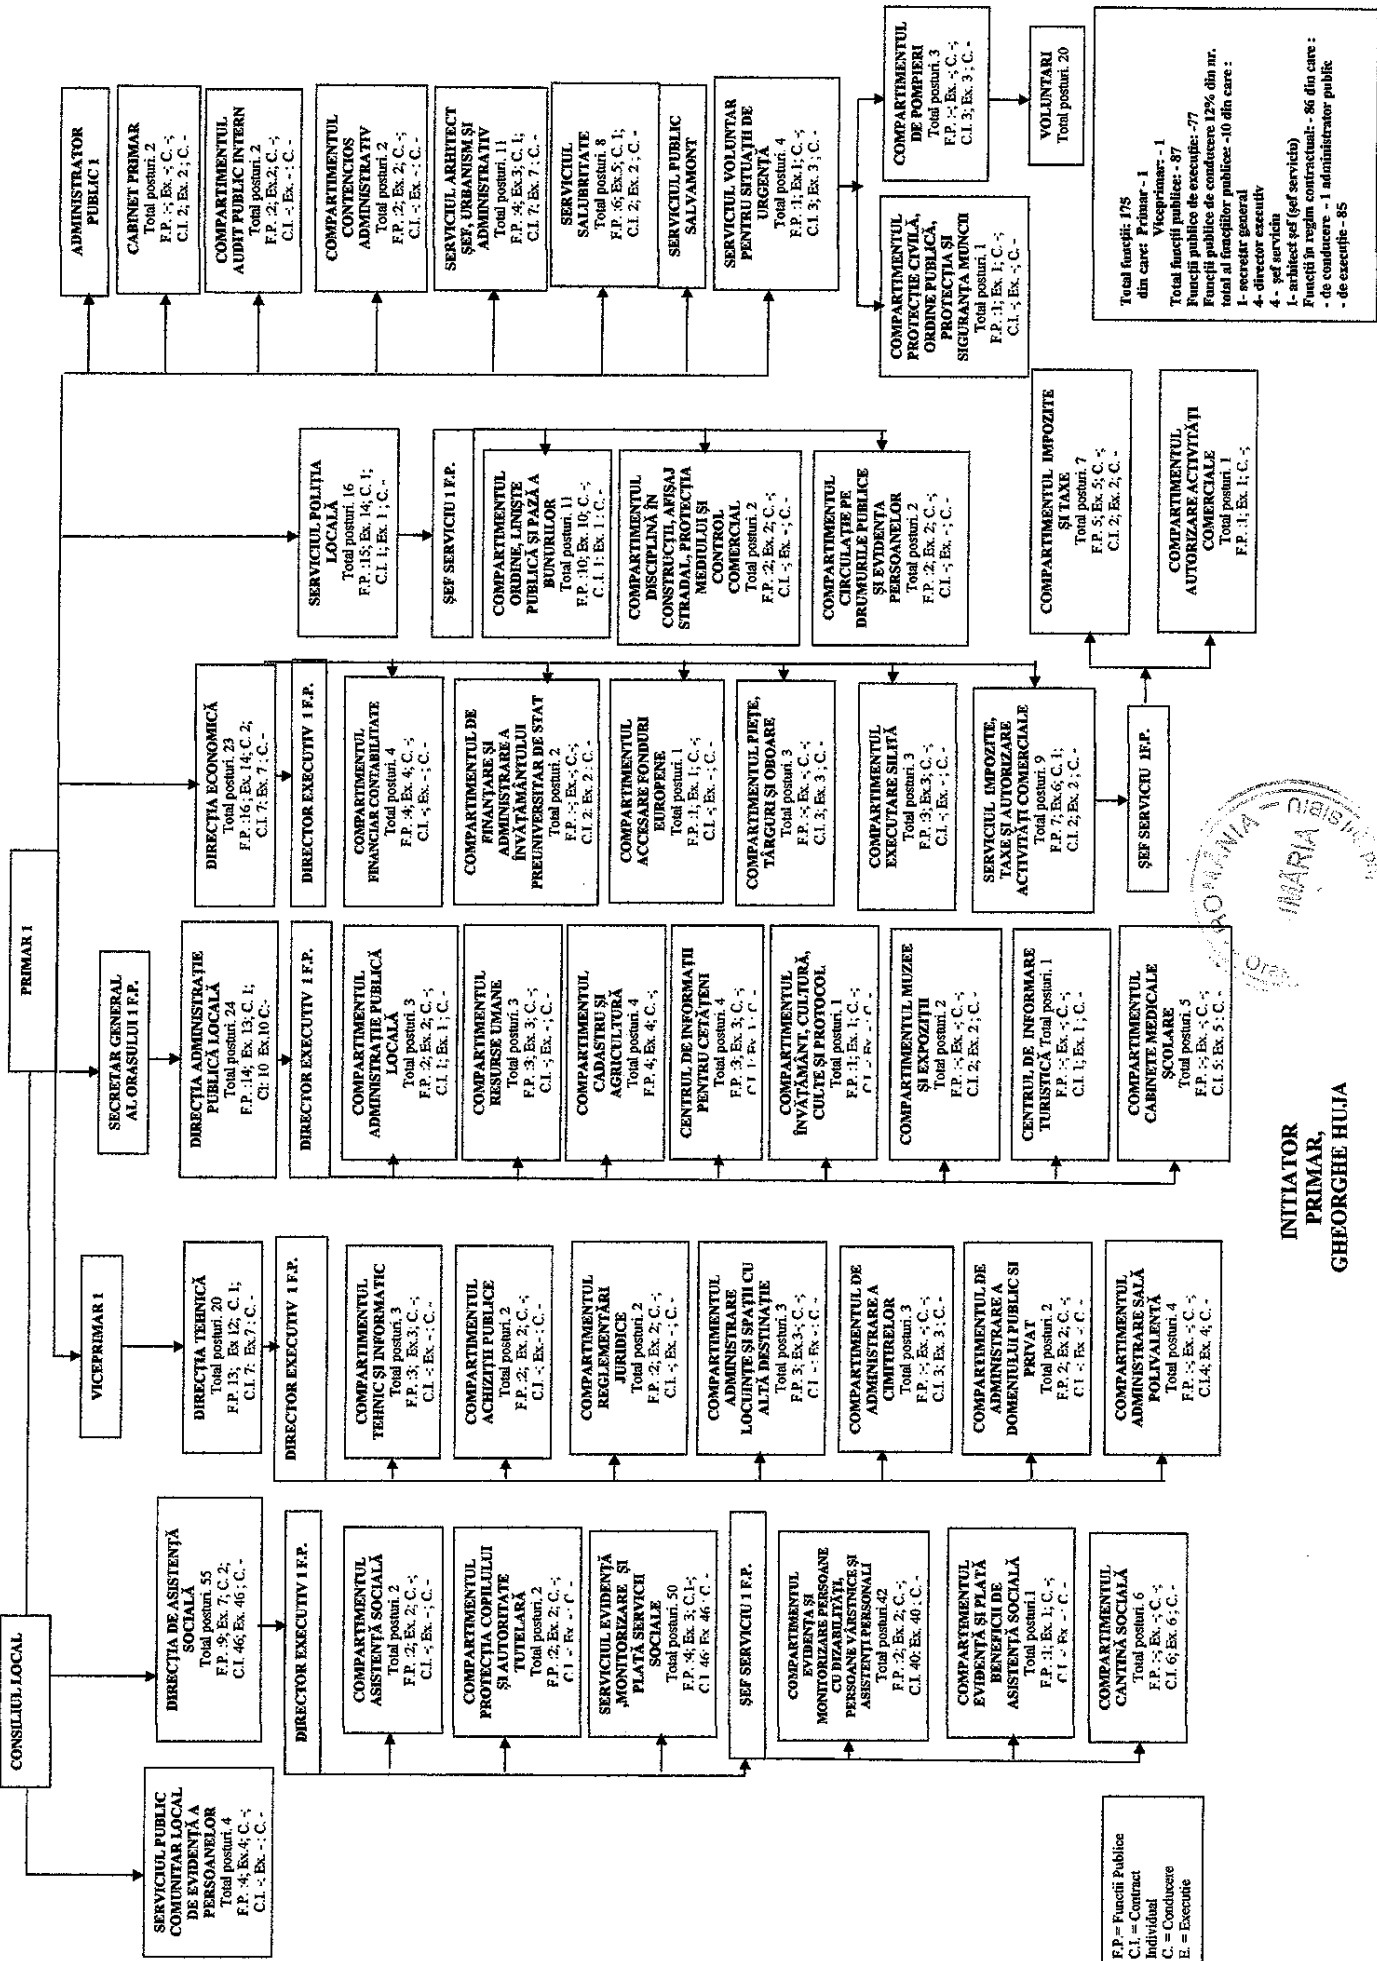 CONSILIUL LOCAL
PRIMAR 1
SERVICIUL PUBLIC
COMUNITAR LOCAL
DE EVIDENȚĂ A
PERSOANELOR
Total posturi. 4
F.P. :4; Ex.4; C. -;
C.I. -; Ex. - ; C. -
DIRECȚIA DE ASISTENȚĂ
SOCIALĂ
Total posturi. 55
F.P. :9; Ex. 7; C. 2;
C.I. 46; Ex. 46 ; C. -
DIRECTOR EXECUTIV 1 F.P.
COMPARTIMENTUL
ASISTENȚĂ SOCIALĂ
Total posturi. 2
F.P. :2; Ex. 2; C. -;
C.I. -; Ex. -; C. -
COMPARTIMENTUL
PROTECȚIA COPILULUI
ȘI AUTORITATE
TUTELARĂ
Total posturi. 2
F.P. :2; Ex. 2; C. -;
C.I. -; Ex. - ; C. -
SERVICIUL EVIDENȚĂ
,MONITORIZARE ȘI
PLATĂ SERVICII
SOCIALE
Total posturi. 50
F.P. :4; Ex. 3; C.1-;
C.I. 46; Ex. 46 ; C. -
ȘEF SERVICIU 1 F.P.
COMPARTIMENTUL
EVIDENȚA ȘI
MONITORIZARE PERSOANE
CU DIZABILITĂȚI,
PERSOANE VÂRSTNICE ȘI
ASISTENȚI PERSONALI
Total posturi.42
F.P. :2; Ex. 2; C. -;
C.I. 40; Ex. 40 ; C. -
COMPARTIMENTUL
EVIDENȚĂ ȘI PLATĂ
BENEFICII DE
ASISTENȚĂ SOCIALĂ
Total posturi.1
F.P. :1; Ex. 1; C. -;
C.I. -; Ex. - ; C. -
COMPARTIMENTUL
CANTINĂ SOCIALĂ
Total posturi. 6
F.P. :-; Ex. -; C. -;
C.I. 6; Ex. 6 ; C. -
VICEPRIMAR 1
DIRECȚIA TEHNICĂ
Total posturi. 20
F.P. 13; Ex 12; C. 1;
C.I. 7; Ex.7 ; C. -
DIRECTOR EXECUTIV 1 F.P.
COMPARTIMENTUL
TEHNIC ȘI INFORMATIC
Total posturi. 3
F.P. :3; Ex.3; C. -;
C.I. -; Ex. - ; C. -
COMPARTIMENTUL
ACHIZIȚII PUBLICE
Total posturi. 2
F.P. :2; Ex. 2; C. -;
C.I. -; Ex. - ; C. -
COMPARTIMENTUL
REGLEMENTĂRI
JURIDICE
Total posturi. 2
F.P. :2; Ex. 2; C. -;
C.I. -; Ex. -; C. -
COMPARTIMENTUL
ADMINISTRARE
LOCUINȚE ȘI SPAȚII CU
ALTĂ DESTINAȚIE
Total posturi. 3
F.P. 3; Ex.3-; C. -;
C.I. -; Ex - ; C. -
COMPARTIMENTUL DE
ADMINISTRARE A
CIMITIRELOR
Total posturi. 3
F.P. :-; Ex. -; C. -;
C.I. 3; Ex. 3 ; C. -
COMPARTIMENTUL DE
ADMINISTRARE A
DOMENIULUI PUBLIC SI
PRIVAT
Total posturi. 2
F.P. 2; Ex 2; C. -;
C.I. -; Ex - ; C. -
COMPARTIMENTUL
ADMINISTRARE SALĂ
POLIVALENTĂ
Total posturi. 4
F.P. :-; Ex. -; C. -;
C.I.4; Ex. 4; C. -
SECRETAR GENERAL
AL ORASULUI 1 F.P.
DIRECȚIA ADMINISTRAȚIE
PUBLICĂ LOCALĂ
Total posturi. 24
F.P. :14; Ex. 13; C. 1;
CI: 10 Ex.10 C:-
DIRECTOR EXECUTIV 1 F.P.
COMPARTIMENTUL
ADMINISTRAȚIE PUBLICĂ
LOCALĂ
Total posturi. 3
F.P. :2; Ex. 2; C. -;
C.I. 1; Ex. 1 ; C. -
COMPARTIMENTUL
RESURSE UMANE
Total posturi. 3
F.P. :3; Ex. 3; C. -;
C.I. -; Ex. -; C. -
COMPARTIMENTUL
CADASTRU ȘI
AGRICULTURĂ
Total posturi. 4
F.P. 4; Ex. 4; C. -;
CENTRUL DE INFORMAȚII
PENTRU CETĂȚENI
Total posturi. 4
F.P. :3; Ex. 3; C. -;
C.I. 1; Ex. 1 ; C. -
COMPARTIMENTUL
ÎNVĂȚĂMÂNT, CULTURĂ,
CULTE ȘI PROTOCOL
Total posturi.1
F.P. :1; Ex. 1; C. -;
C.I. -; Ex. - ; C. -
COMPARTIMENTUL MUZEE
ȘI EXPOZIȚII
Total posturi. 2
F.P. :-; Ex. -; C. -;
C.I. 2; Ex. 2 ; C. -
CENTRUL DE INFORMARE
TURISTICĂ Total posturi. 1
F.P. :-; Ex. -; C. -;
C.I. 1; Ex. 1 ; C. -
COMPARTIMENTUL
CABINETE MEDICALE
ȘCOLARE
Total posturi. 5
F.P. :-; Ex. -; C. -;
C.I. 5; Ex. 5 ; C. -
DIRECȚIA ECONOMICĂ
Total posturi. 23
F.P. :16; Ex. 14; C. 2;
C.I. 7; Ex. 7 ; C. -
DIRECTOR EXECUTIV 1 F.P.
COMPARTIMENTUL
FINANCIAR CONTABILITATE
Total posturi. 4
F.P. :4; Ex. 4; C. -;
C.I. -; Ex. - ; C. -
COMPARTIMENTUL DE
FINANȚARE ȘI
ADMINISTRARE A
ÎNVĂȚĂMÂNTULUI
PREUNIVERSITAR DE STAT
Total posturi. 2
F.P. :-; Ex. -; C. -;
C.I. 2; Ex. 2 ; C. -
COMPARTIMENTUL
ACCESARE FONDURI
EUROPENE
Total posturi. 1
F.P. :1; Ex. 1; C. -;
C.I. -; Ex. - ; C. -
COMPARTIMENTUL PIEȚE,
TÂRGURI ȘI OBOARE
Total posturi. 3
F.P. :-; Ex. -; C. -;
C.I. 3; Ex. 3 ; C. -
COMPARTIMENTUL
EXECUTARE SILITĂ
Total posturi. 3
F.P. :3; Ex.3; C. -;
C.I. -; Ex. - ; C. -
SERVICIUL IMPOZITE,
TAXE SI AUTORIZARE
ACTIVITĂȚI COMERCIALE
Total posturi. 9
F.P. 7; Ex.6; C. 1;
C.I. 2; Ex. 2 ; C. -
ȘEF SERVICIU 1F.P.
COMPARTIMENTUL IMPOZITE
ȘI TAXE
Total posturi. 7
F.P. 5; Ex. 5; C. -;
C.I. 2; Ex. 2; C. -
COMPARTIMENTUL
AUTORIZARE ACTIVITĂȚI
COMERCIALE
Total posturi. 1
F.P. :1; Ex. 1; C. -;
SERVICIUL POLIȚIA
LOCALĂ
Total posturi. 16
F.P. :15; Ex. 14; C. 1;
C.I. 1; Ex. 1 ; C. -
ȘEF SERVICIU 1 F.P.
COMPARTIMENTUL
ORDINE, LINIȘTE
PUBLICĂ ȘI PAZĂ A
BUNURILOR
Total posturi. 11
F.P. :10; Ex. 10; C. -;
C.I. 1; Ex. 1 ; C. -
COMPARTIMENTUL
DISCIPLINĂ ÎN
CONSTRUCȚII, AFIȘAJ
STRADAL, PROTECȚIA
MEDIULUI ȘI
CONTROL
COMERCIAL
Total posturi. 2
F.P. :2; Ex. 2; C. -;
C.I. -; Ex. - ; C. -
COMPARTIMENTUL
CIRCULAȚIE PE
DRUMURILE PUBLICE
ȘI EVIDENȚA
PERSOANELOR
Total posturi. 2
F.P. :2; Ex. 2; C. -;
C.I. -; Ex. - ; C. -
ADMINISTRATOR
PUBLIC 1
CABINET PRIMAR
Total posturi. 2
F.P. :-; Ex. -; C. -;
C.I. 2; Ex. 2 ; C. -
COMPARTIMENTUL
AUDIT PUBLIC INTERN
Total posturi. 2
F.P. :2; Ex.2; C. -;
C.I. -; Ex. - ; C. -
COMPARTIMENTUL
CONTENCIOS
ADMINISTRATIV
Total posturi. 2
F.P. :2; Ex. 2; C. -;
C.I. -; Ex. - ; C. -
SERVICIUL ARHITECT
ȘEF, URBANISM ȘI
ADMINISTRATIV
Total posturi. 11
F.P. :4; Ex.3; C. 1;
C.I. 7; Ex. 7 ; C. -
SERVICIUL
SALUBRITATE
Total posturi. 8
F.P. :6; Ex.5; C. 1;
C.I. 2; Ex. 2 ; C. -
SERVICIUL PUBLIC
SALVAMONT
SERVICIUL VOLUNTAR
PENTRU SITUAȚII DE
URGENȚĂ
Total posturi. 4
F.P. :1; Ex.1; C. -;
C.I. 3; Ex. 3 ; C. -
COMPARTIMENTUL
PROTECȚIE CIVILĂ,
ORDINE PUBLICĂ,
PROTECȚIA ȘI
SIGURANȚA MUNCII
Total posturi. 1
F.P. :1; Ex. 1; C. -;
C.I. -; Ex. -; C. -
COMPARTIMENTUL
DE POMPIERI
Total posturi. 3
F.P. :-; Ex. -; C. -;
C.I. 3; Ex. 3 ; C. -
VOLUNTARI
Total posturi. 20
Total funcții: 175
din care: Primar - 1
Viceprimar: - 1
Total funcții publice: - 87
Funcții publice de execuție: -77
Funcții publice de conducere 12% din nr.
total al funcțiilor publice: -10 din care :
1- secretar general
4- director executiv
4 - șef serviciu
1- arhitect șef (șef serviciu)
Funcții în regim contractual: - 86 din care :
- de conducere - 1 administrator public
- de execuție - 85
F.P.= Functii Publice
C.I. = Contract
Individual
C. = Conducere
E. = Executie
INITIATOR
PRIMAR,
GHEORGHE HUJA
ROMÂNIA